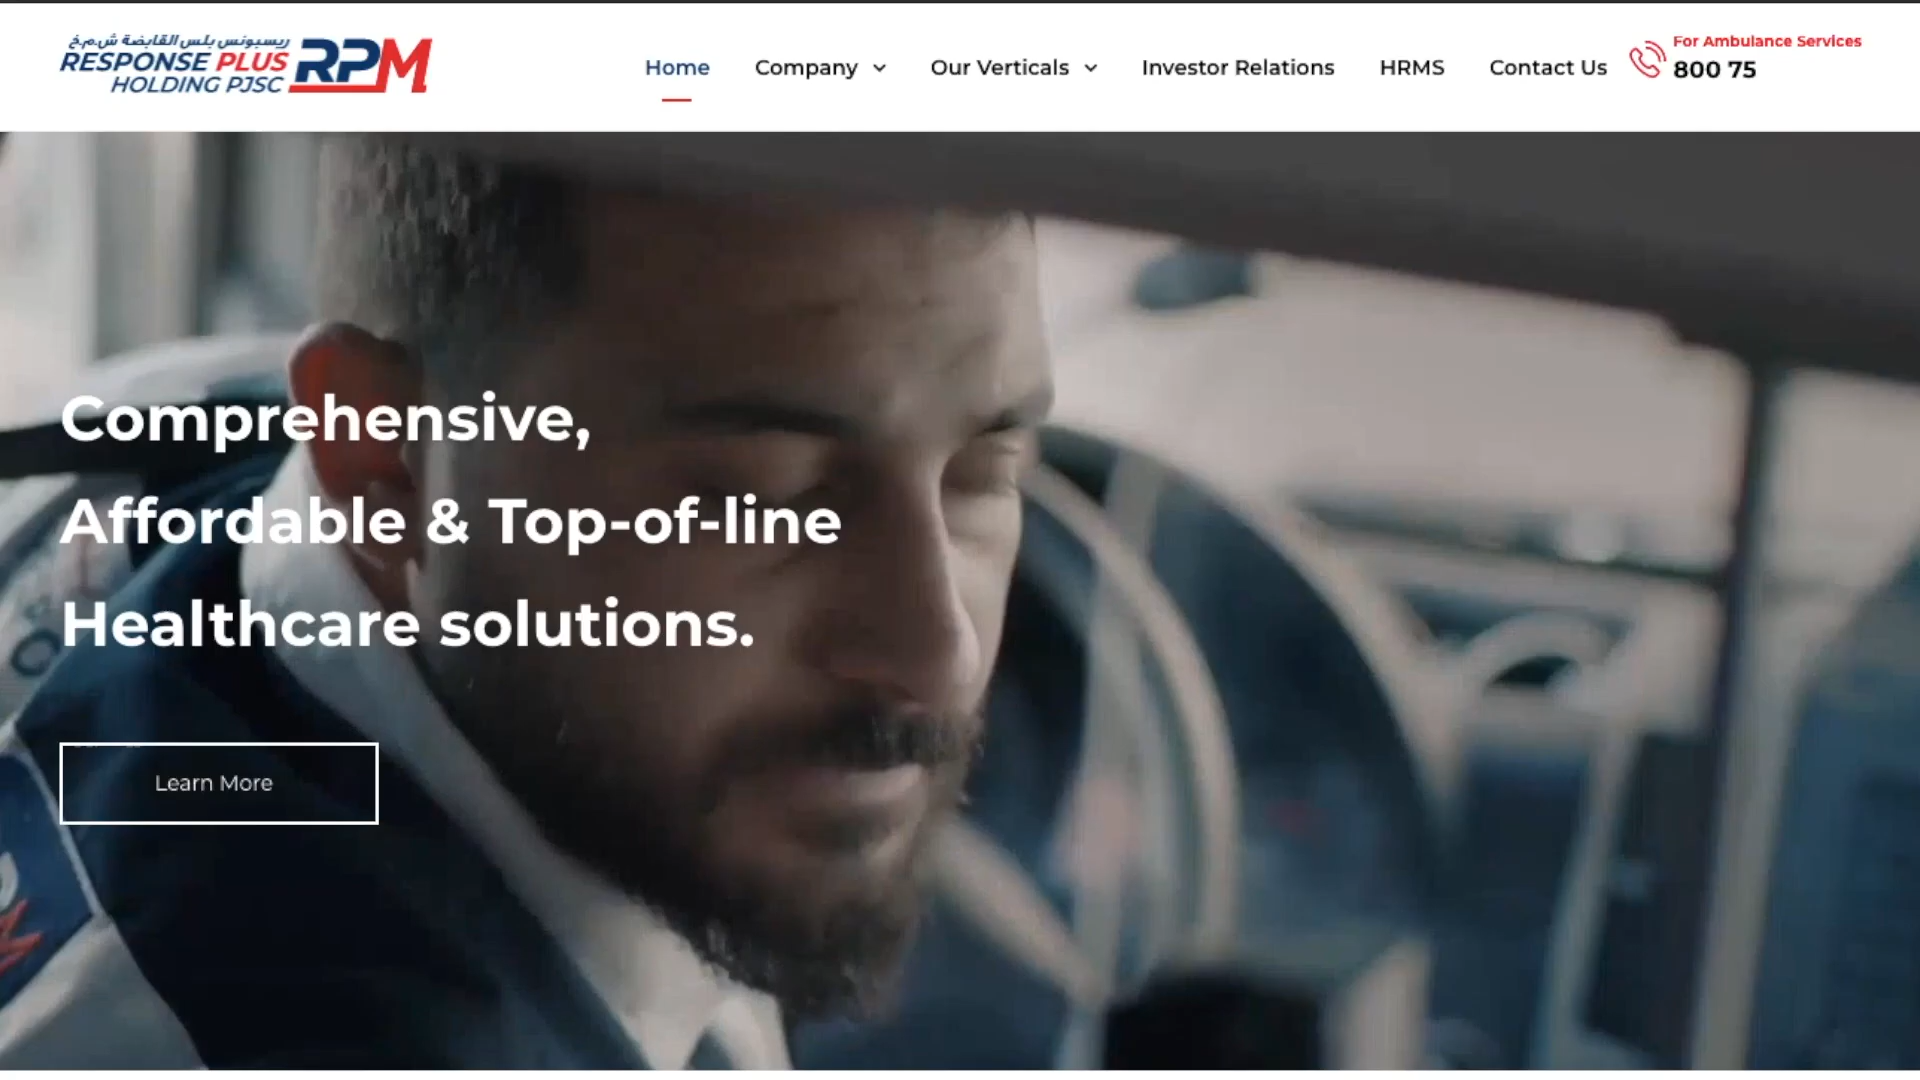 ريسبونس بلس القابضة ش.م.خ
RESPONSE PLUS
HOLDING PJSC
RPM
Home
Company
Our Verticals
Investor Relations
HRMS
Contact Us
For Ambulance Services
800 75
Comprehensive,
Affordable & Top-of-line
Healthcare solutions.
Learn More